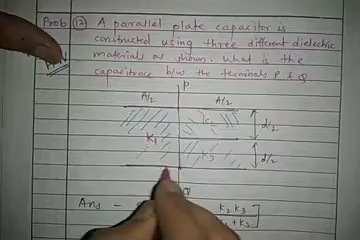 Prob (12) A parallel plate capacitor is
constructed using three different dielectric
materials as shown. what is the
capacitance b/w the terminals P & Q.
P
A/2 A/2
d/2
K₁
K₃ d/2
Q
Ans – K₂ K₃
+ K₃